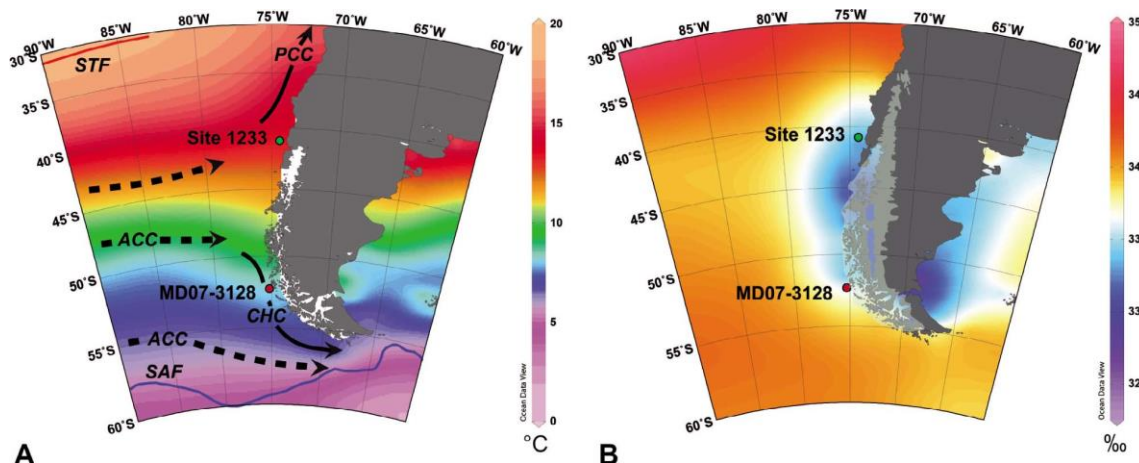 90°W
85°W
80°W
75°W
70°W
65°W
60°W
30°S
35°S
40°S
45°S
50°S
55°S
60°S
STF
PCC
Site 1233
ACC
MD07-3128
CHC
ACC
SAF
20
15
10
5
0
Ocean Data View
°C
A
90°W
85°W
80°W
75°W
70°W
65°W
60°W
30°S
35°S
40°S
45°S
50°S
55°S
60°S
Site 1233
MD07-3128
35
34
34
33
33
32
Ocean Data View
‰
B